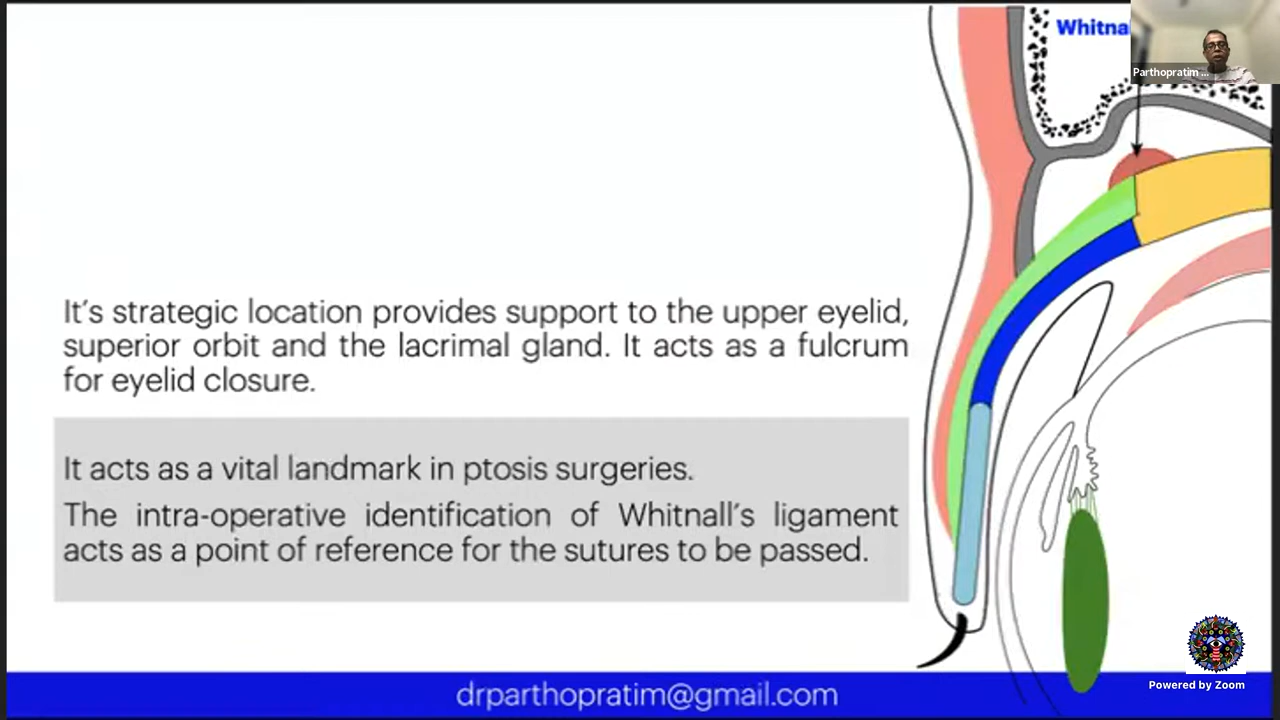 Whitna
Parthopratim ...
It's strategic location provides support to the upper eyelid,
superior orbit and the lacrimal gland. It acts as a fulcrum
for eyelid closure.
It acts as a vital landmark in ptosis surgeries.
The intra-operative identification of Whitnall's ligament
acts as a point of reference for the sutures to be passed.
drparthopratim@gmail.com
Powered by Zoom